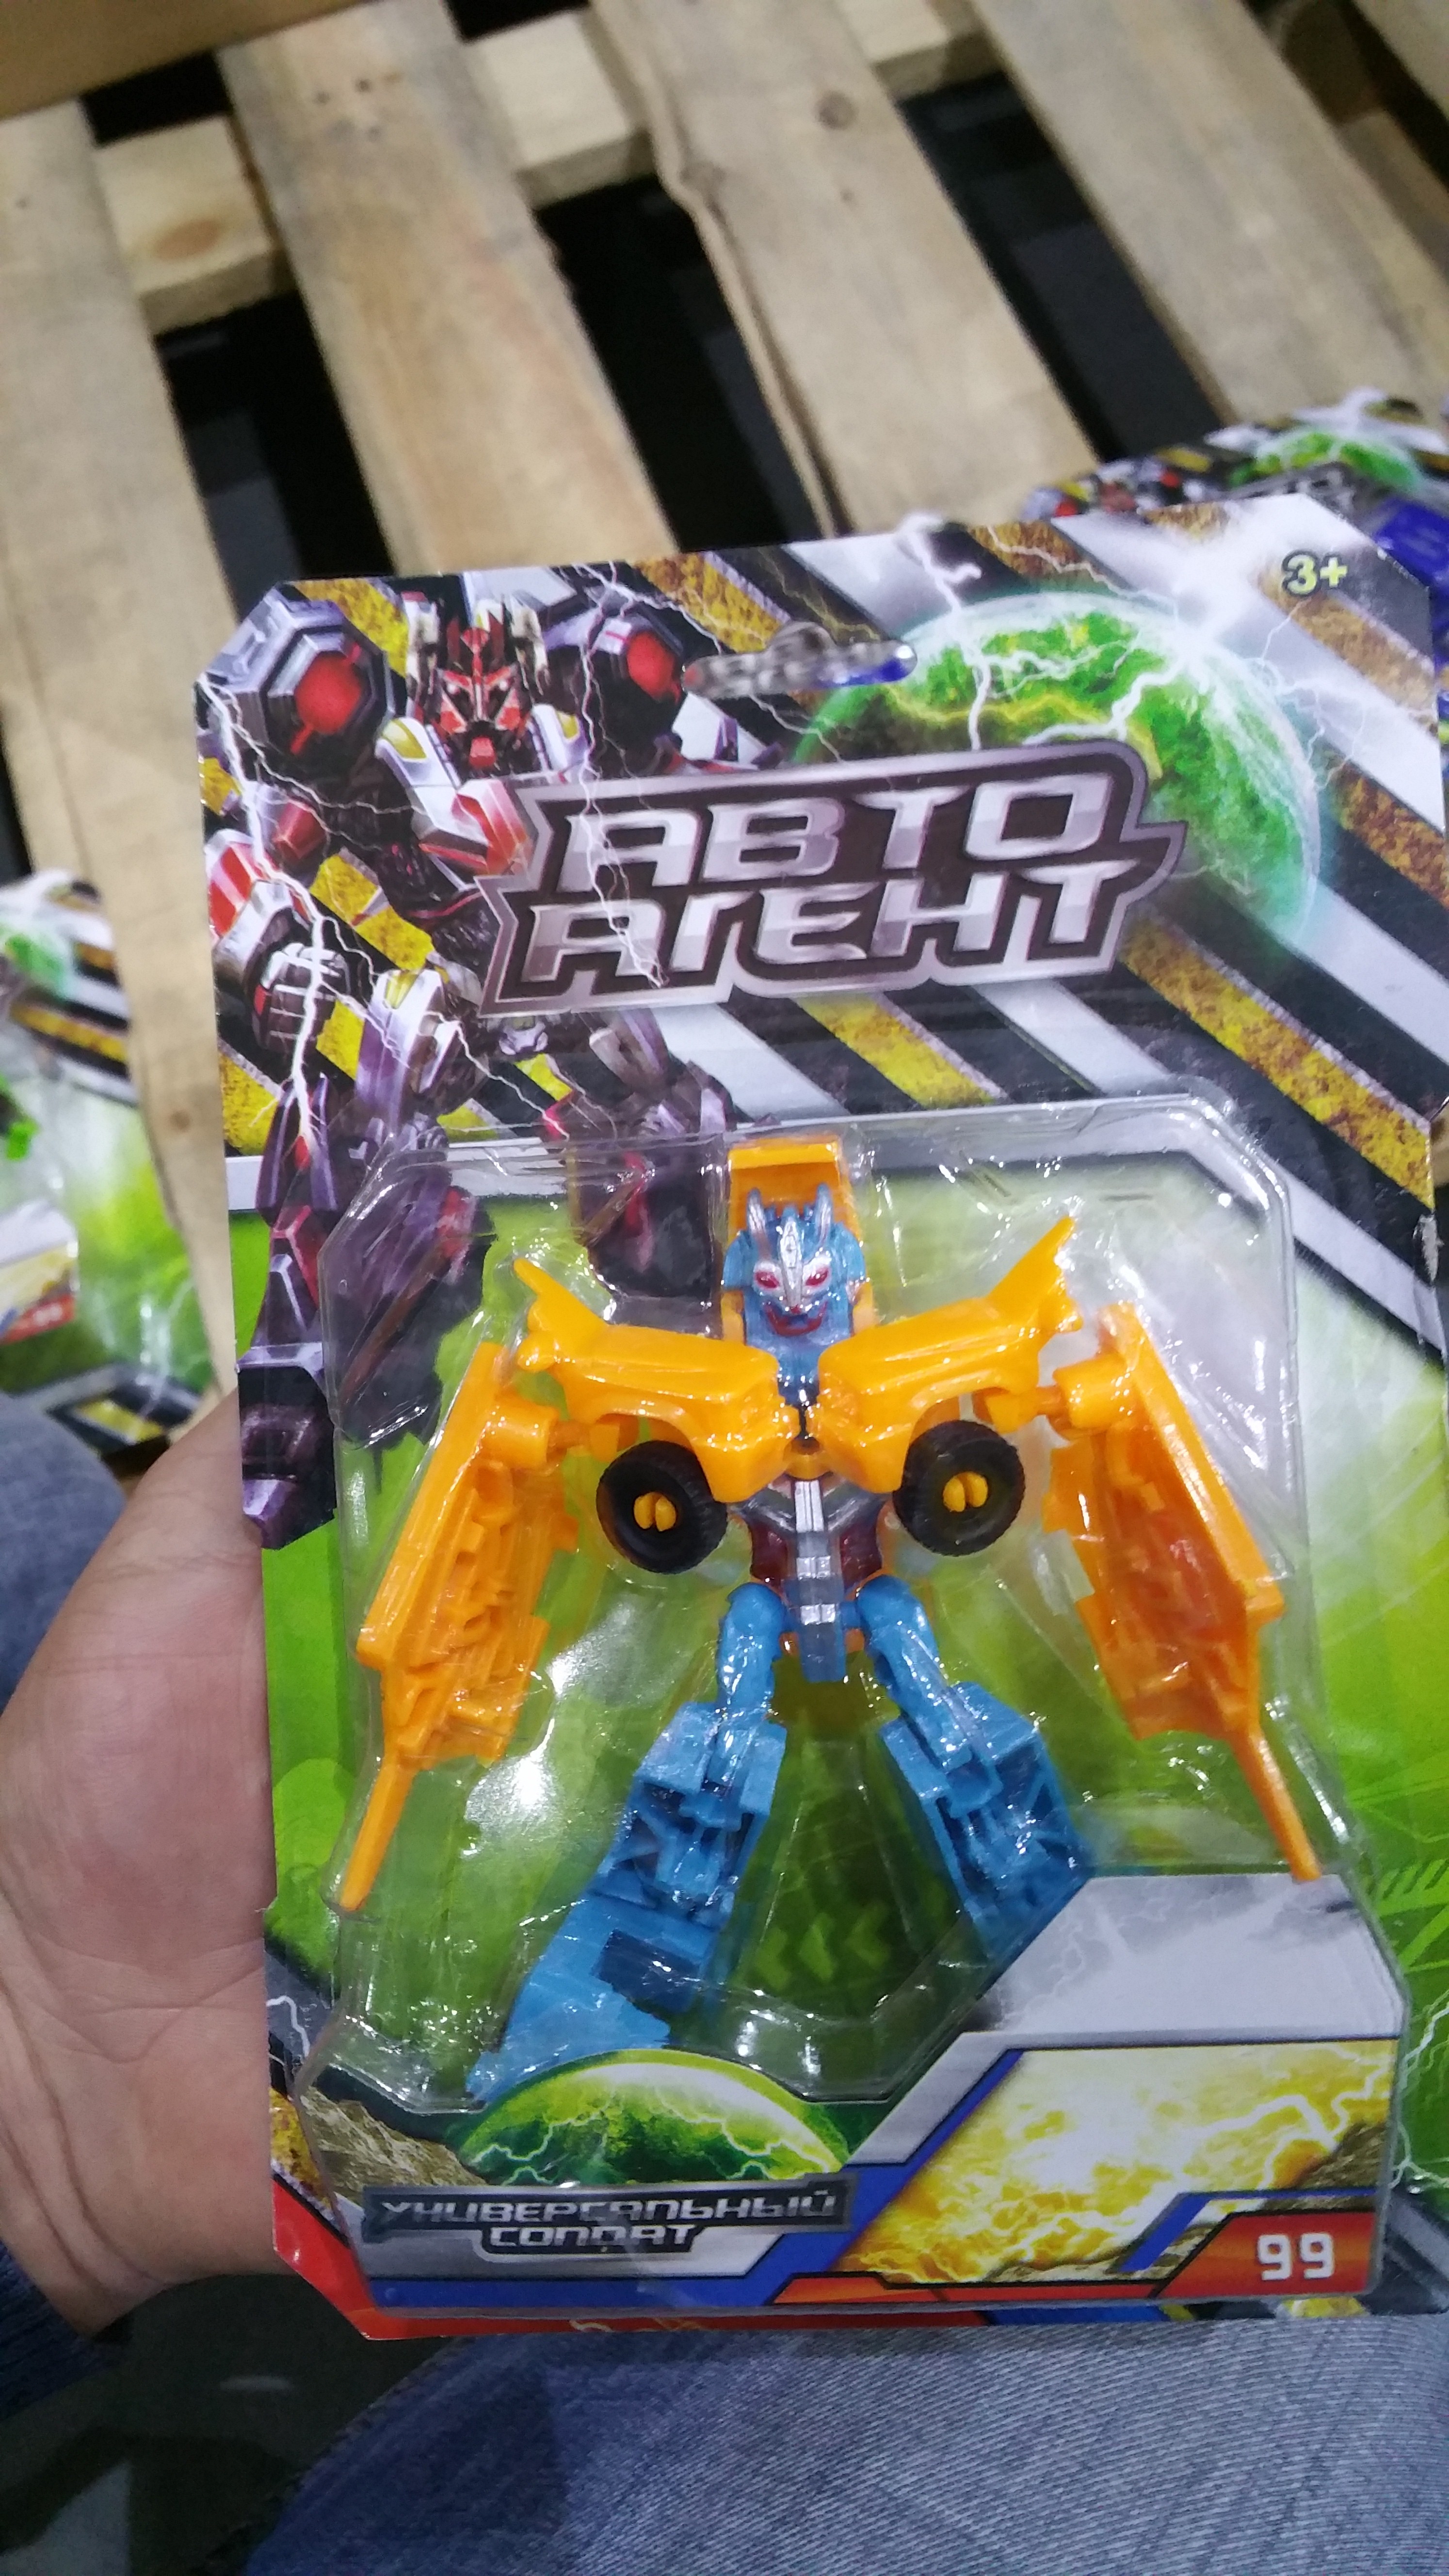 3+
АВТО
АГЕНТ
УНИВЕРСАЛЬНЫЙ
СОЛДАТ
99